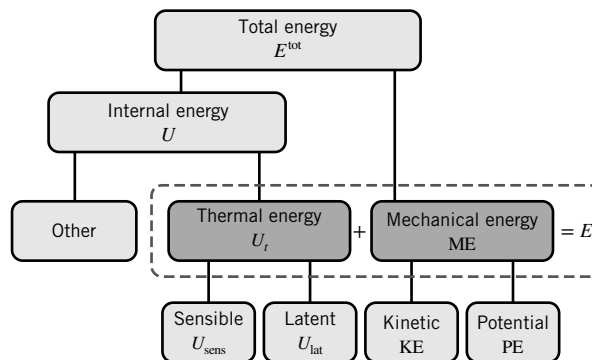 Total energy
E^tot
Internal energy
U
Other
Thermal energy
U_t
+
Mechanical energy
ME
= E
Sensible
U_sens
Latent
U_lat
Kinetic
KE
Potential
PE